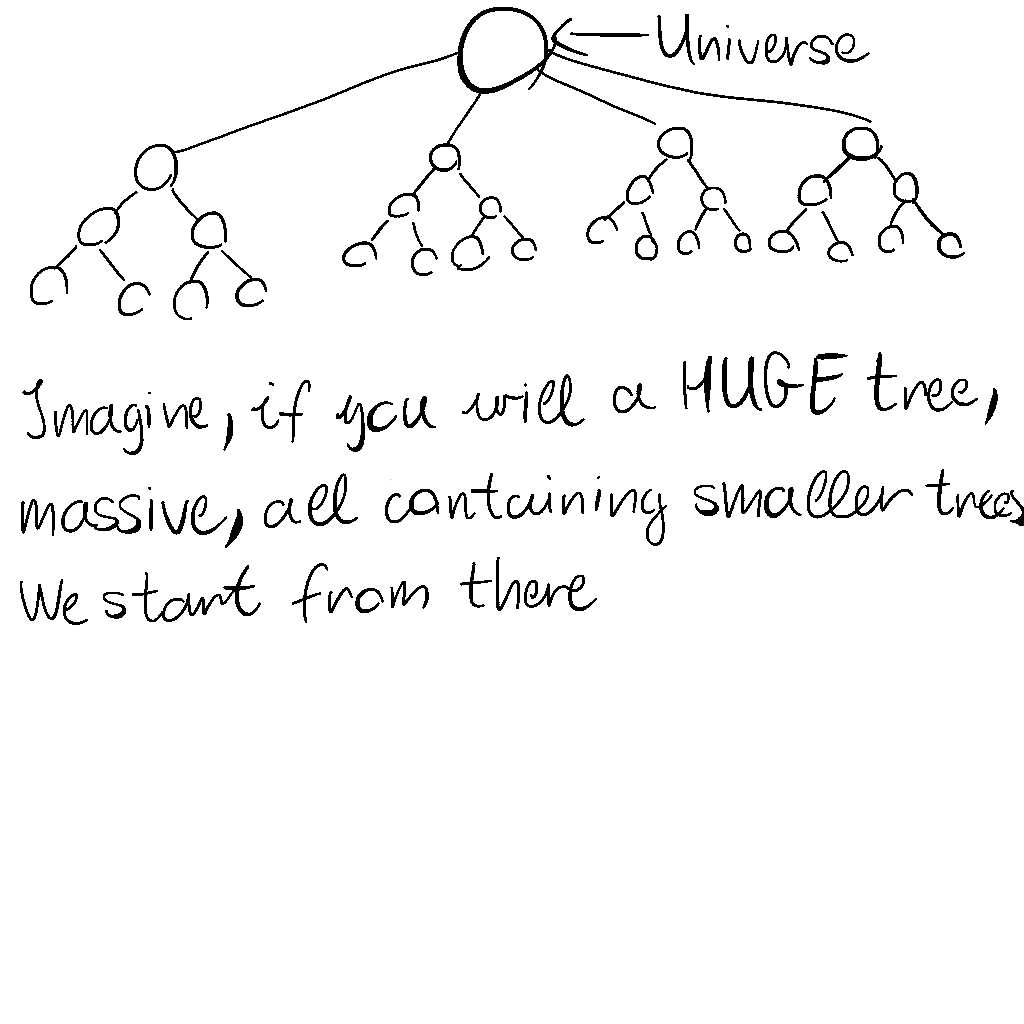 Universe
Imagine, if you will a HUGE tree,
massive, all containing smaller trees
We start from there